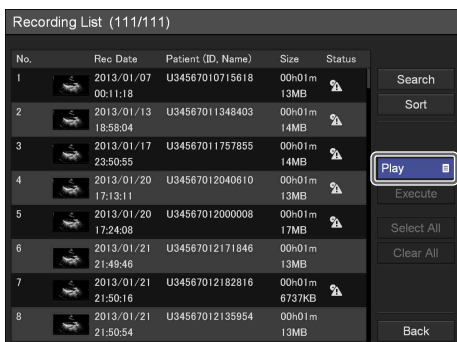 Recording List (111/111)
No. Rec Date Patient (ID, Name) Size Status
1 2013/01/07 U34567010715618 00h01m
00:11:18 13MB
2 2013/01/13 U34567011348403 00h01m
18:58:04 14MB
3 2013/01/17 U34567011757855 00h01m
23:50:55 14MB
4 2013/01/20 U34567012040610 00h01m
17:13:11 13MB
5 2013/01/20 U34567012000008 00h01m
17:24:08 17MB
6 2013/01/21 U34567012171846 00h01m
21:49:46 13MB
7 2013/01/21 U34567012182816 00h01m
21:50:16 6737KB
8 2013/01/21 U34567012135954 00h01m
21:50:54 13MB
Search
Sort
Play
Execute
Select All
Clear All
Back